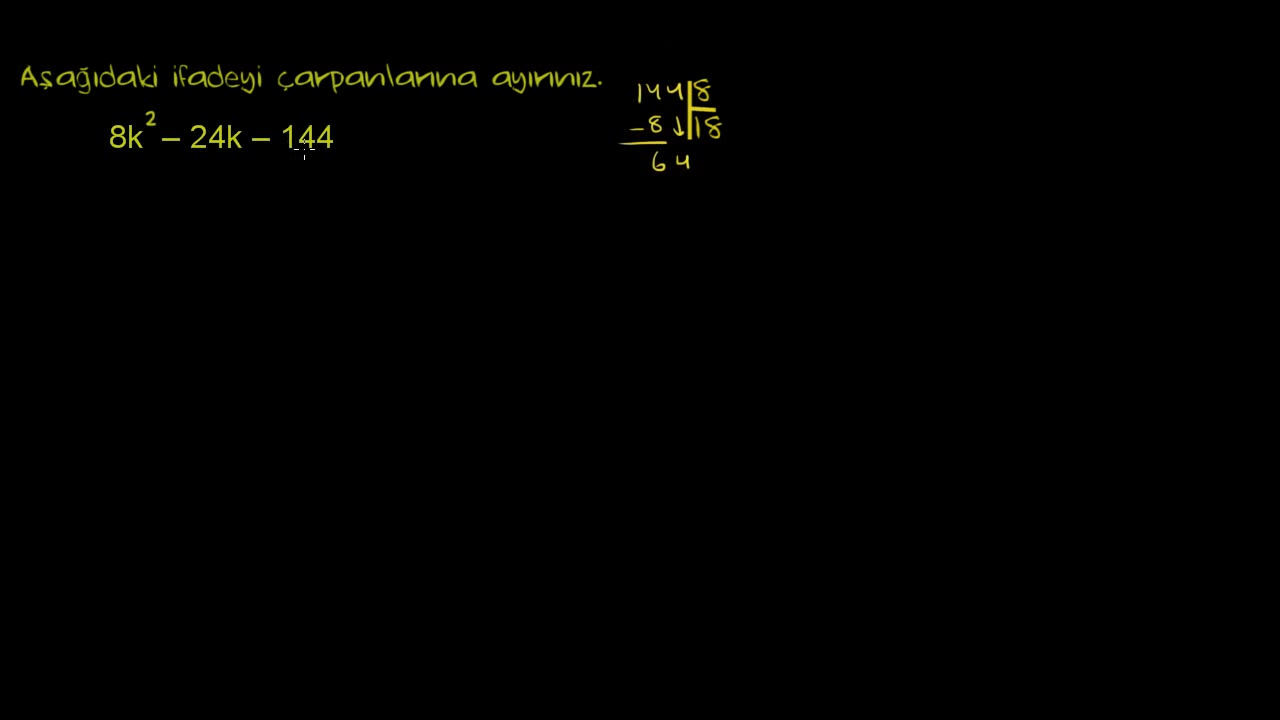 Aşağıdaki ifadeyi çarpanlarına ayırınız.
8k² – 24k – 144
144|8
-8↓|18
64